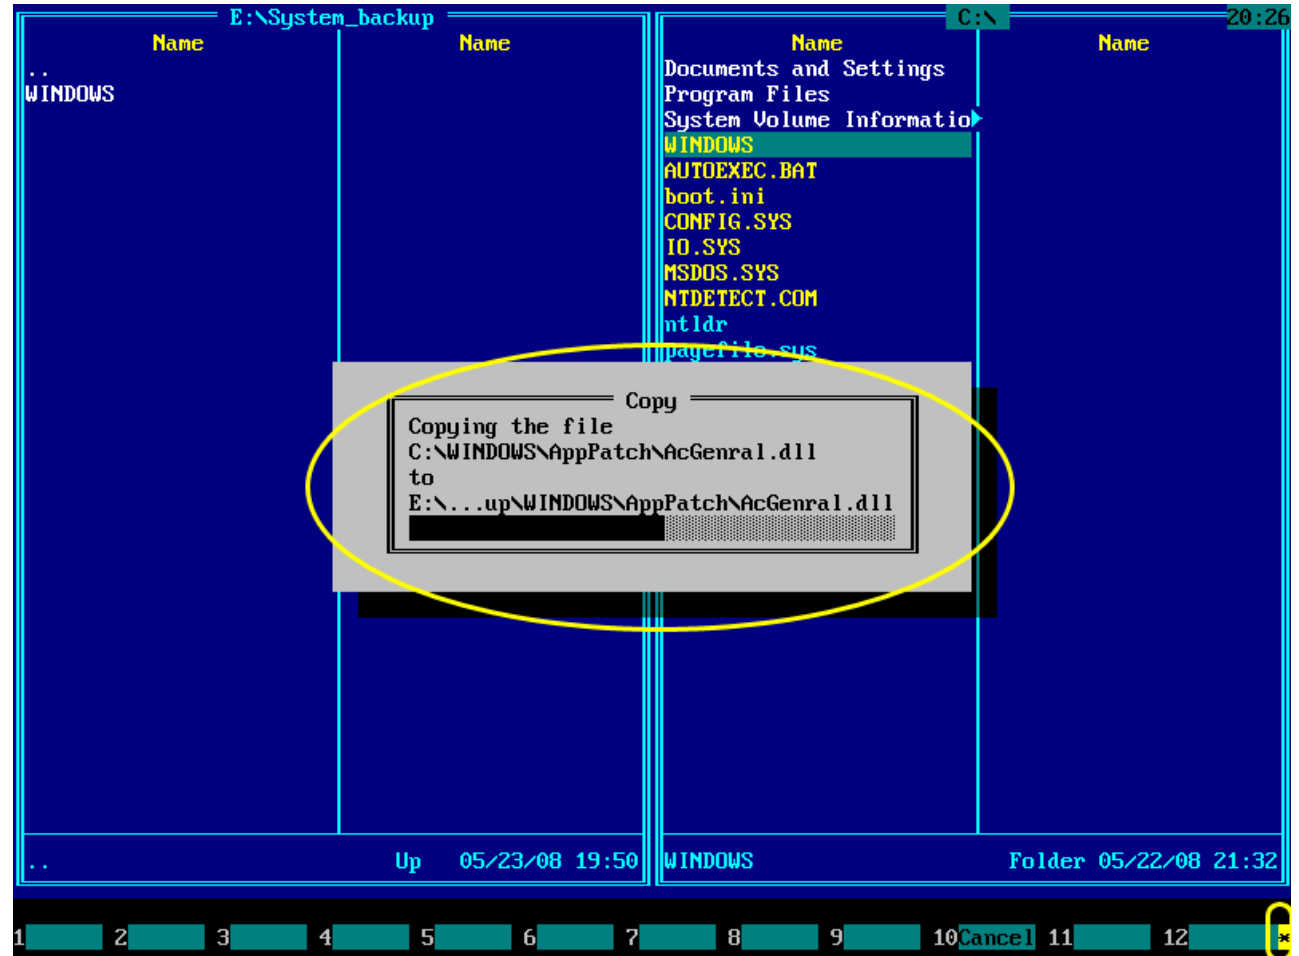 E:\System_backup
C:\
20:26
Name
Name
Name
Name
..
WINDOWS
Documents and Settings
Program Files
System Volume Informatio
WINDOWS
AUTOEXEC.BAT
boot.ini
CONFIG.SYS
IO.SYS
MSDOS.SYS
NTDETECT.COM
ntldr
pagefile.sys
Copy
Copying the file
C:\WINDOWS\AppPatch\AcGenral.dll
to
E:\...up\WINDOWS\AppPatch\AcGenral.dll
.. Up 05/23/08 19:50
WINDOWS Folder 05/22/08 21:32
1 2 3 4 5 6 7 8 9 10Cancel 11 12 *